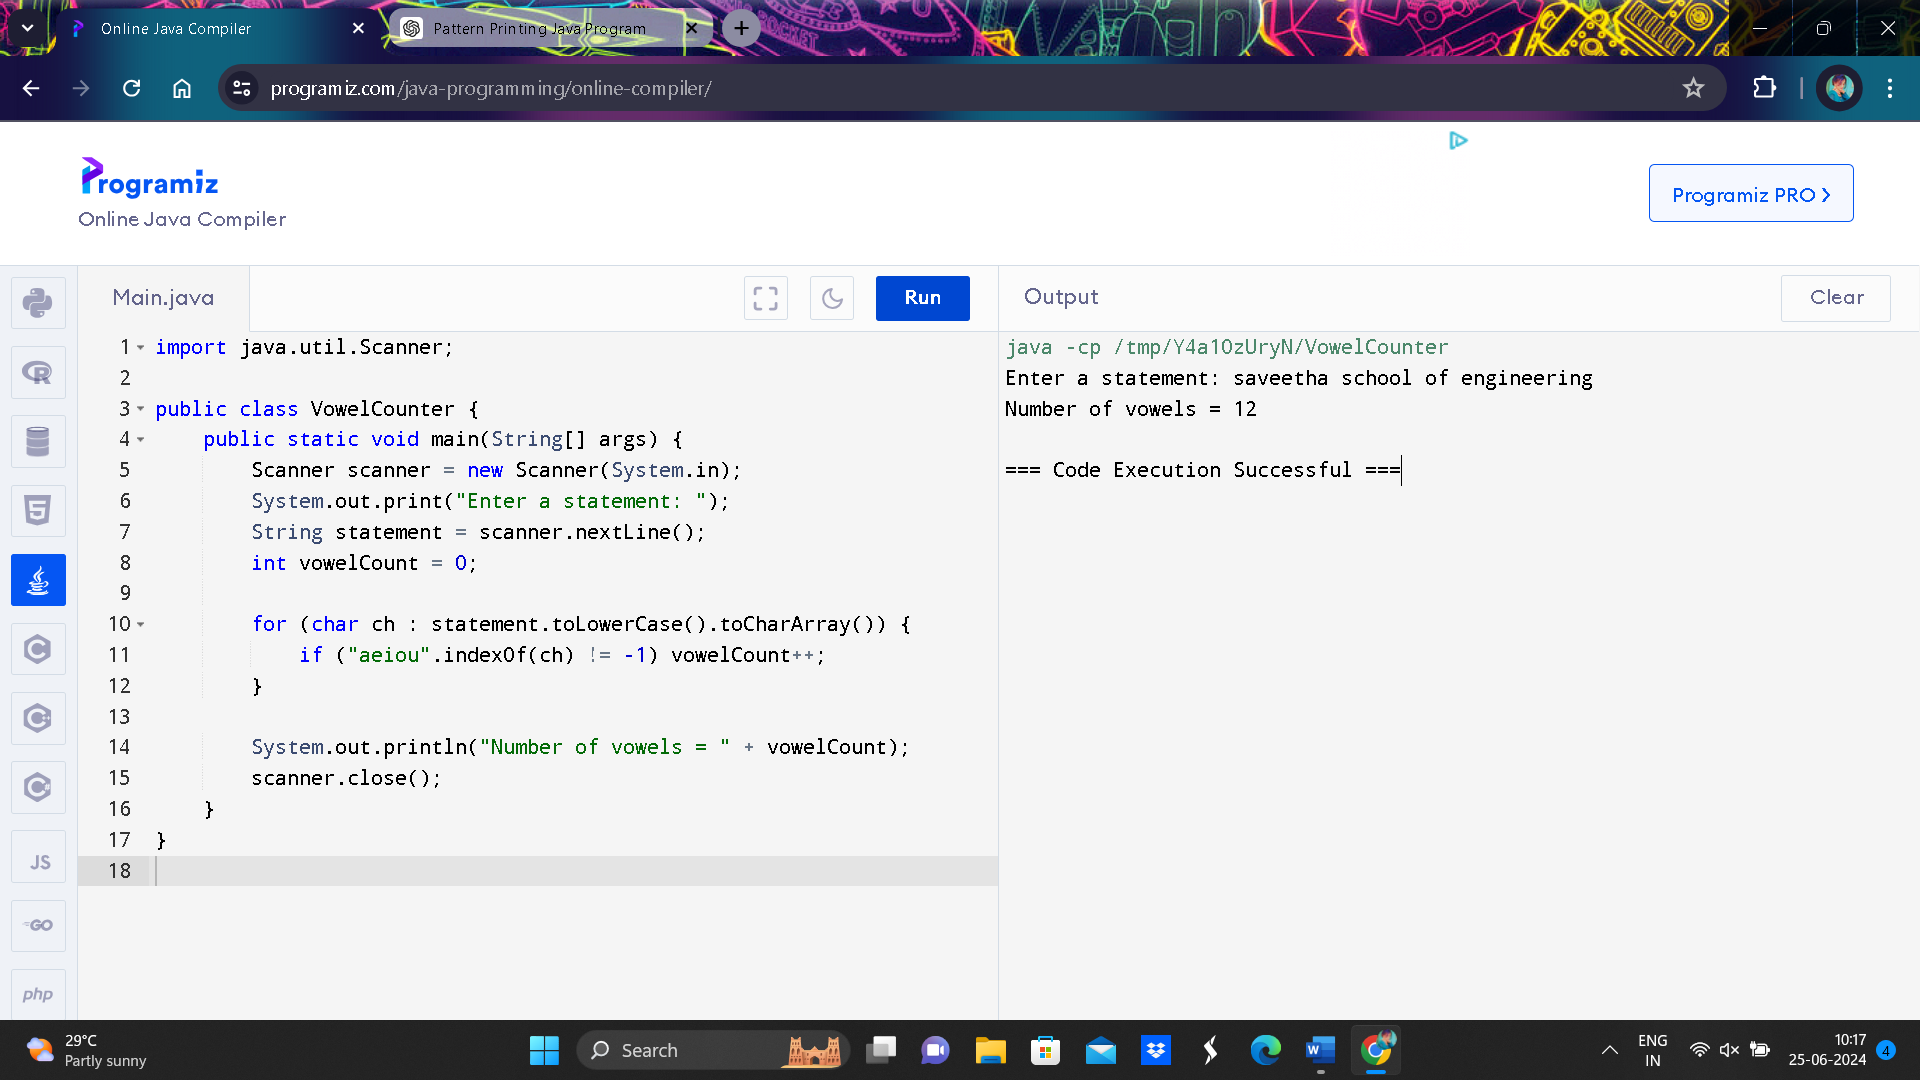 Online Java Compiler
Pattern Printing Java Program
programiz.com/java-programming/online-compiler/
Programiz
Online Java Compiler
Programiz PRO >
Main.java
Run
Output
Clear
1 import java.util.Scanner;
2
3 public class VowelCounter {
4 public static void main(String[] args) {
5 Scanner scanner = new Scanner(System.in);
6 System.out.print("Enter a statement: ");
7 String statement = scanner.nextLine();
8 int vowelCount = 0;
9
10 for (char ch : statement.toLowerCase().toCharArray()) {
11 if ("aeiou".indexOf(ch) != -1) vowelCount++;
12 }
13
14 System.out.println("Number of vowels = " + vowelCount);
15 scanner.close();
16 }
17 }
18
java -cp /tmp/Y4a1OzUryN/VowelCounter
Enter a statement: saveetha school of engineering
Number of vowels = 12
=== Code Execution Successful ===
JS
GO
php
29°C
Partly sunny
Search
ENG
IN
10:17
25-06-2024
4